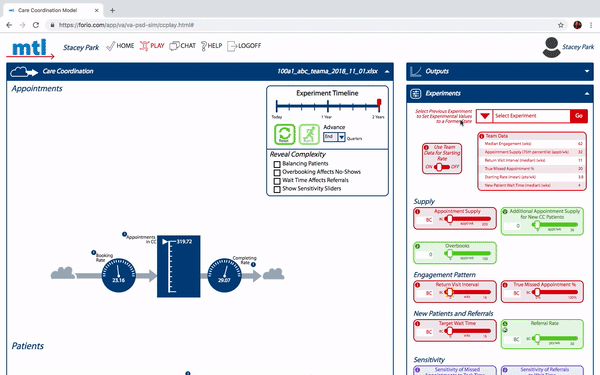 Care Coordination Model
https://forio.com/app/va/va-psd-sim/ccplay.html#
mtl
Stacey Park
HOME
PLAY
CHAT
HELP
LOGOFF
Stacey Park
Care Coordination
100a1_abc_teama_2018_11_01.xlsx
Outputs
Experiments
Appointments
Experiment Timeline
Today
1 Year
2 Years
Reset
Advance
End
Quarters
Reveal Complexity
Balancing Patients
Overbooking Affects No-Shows
Wait Time Affects Referrals
Show Sensitivity Sliders
Select Previous Experiment
to Set Experimental Values
to a Former State
Select Experiment
Go
Use Team
Data for Starting
Rate
ON
OFF
Team Data
Median Engagement (wks)
62
Appointment Supply (75th percentile) (appt/wk)
32
Return Visit Interval (median) (wks)
11
True Missed Appointment %
20
Starting Rate (mean) (pts/wk)
3.8
New Patient Wait Time (median) (wks)
4
Supply
Appointment Supply
BC
Additional Appointment Supply
for New CC Patients
0
Overbooks
0
Engagement Pattern
Return Visit Interval
BC
True Missed Appointment %
BC
100%
New Patients and Referrals
Target Wait Time
BC
Referral Rate
BC
Sensitivity
Sensitivity of Missed
Sensitivity of Referrals
Appointments
in CC
319.72
Booking
Rate
23.16
Completing
Rate
29.07
Patients